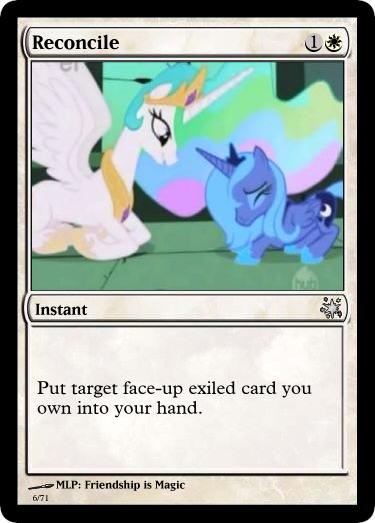 Reconcile 1
hub
Instant
Put target face-up exiled card you
own into your hand.
MLP: Friendship is Magic
6/71